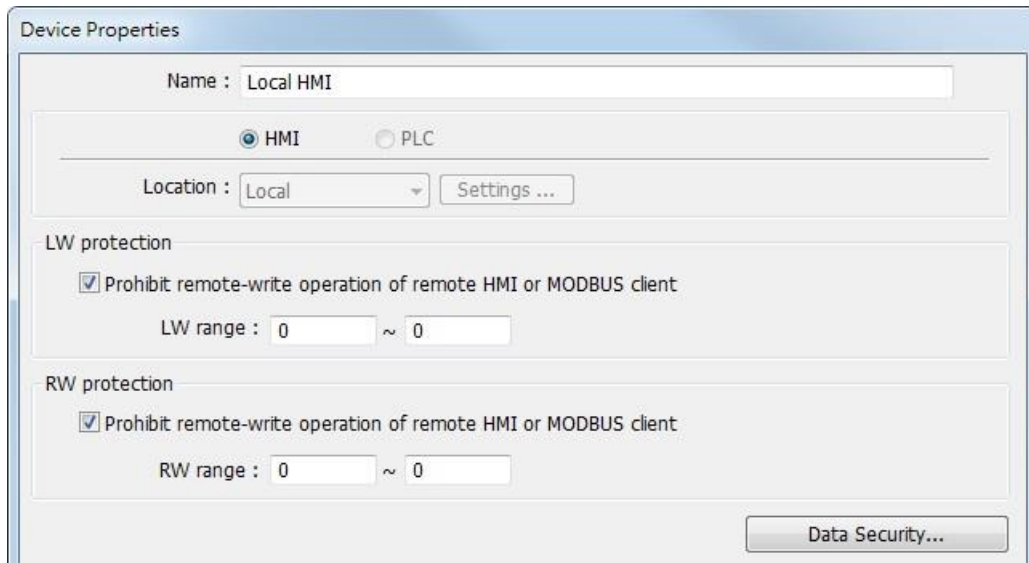 Device Properties
Name : Local HMI
HMI PLC
Location : Local Settings ...
LW protection
Prohibit remote-write operation of remote HMI or MODBUS client
LW range : 0 ~ 0
RW protection
Prohibit remote-write operation of remote HMI or MODBUS client
RW range : 0 ~ 0
Data Security...